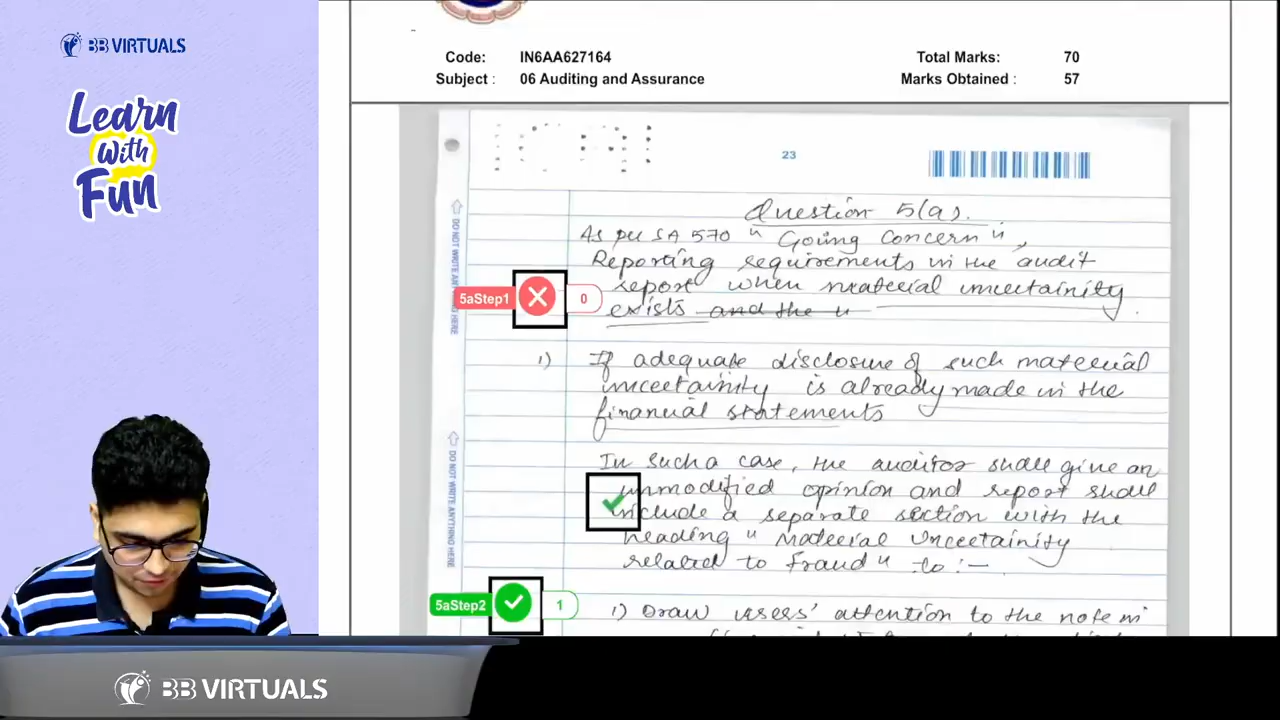 BB VIRTUALS
Learn
with
Fun
Code: IN6AA627164
Total Marks: 70
Subject : 06 Auditing and Assurance
Marks Obtained : 57
ICAI
23
Question 5(a).
As per SA 570 " Going Concern ",
Reporting requirements in the audit
report when material uncertainity
exists and the u
5aStep1
0
1) If adequate disclosure of such material
uncertainity is already made in the
financial statements
In such a case, the auditor shall give an
unmodified opinion and report shall
include a separate section with the
heading " Material Uncertainity
related to Fraud" to :-
5aStep2
1
1) Draw users' attention to the note in
DO NOT WRITE ANYTHING HERE
DO NOT WRITE ANYTHING HERE
BB VIRTUALS